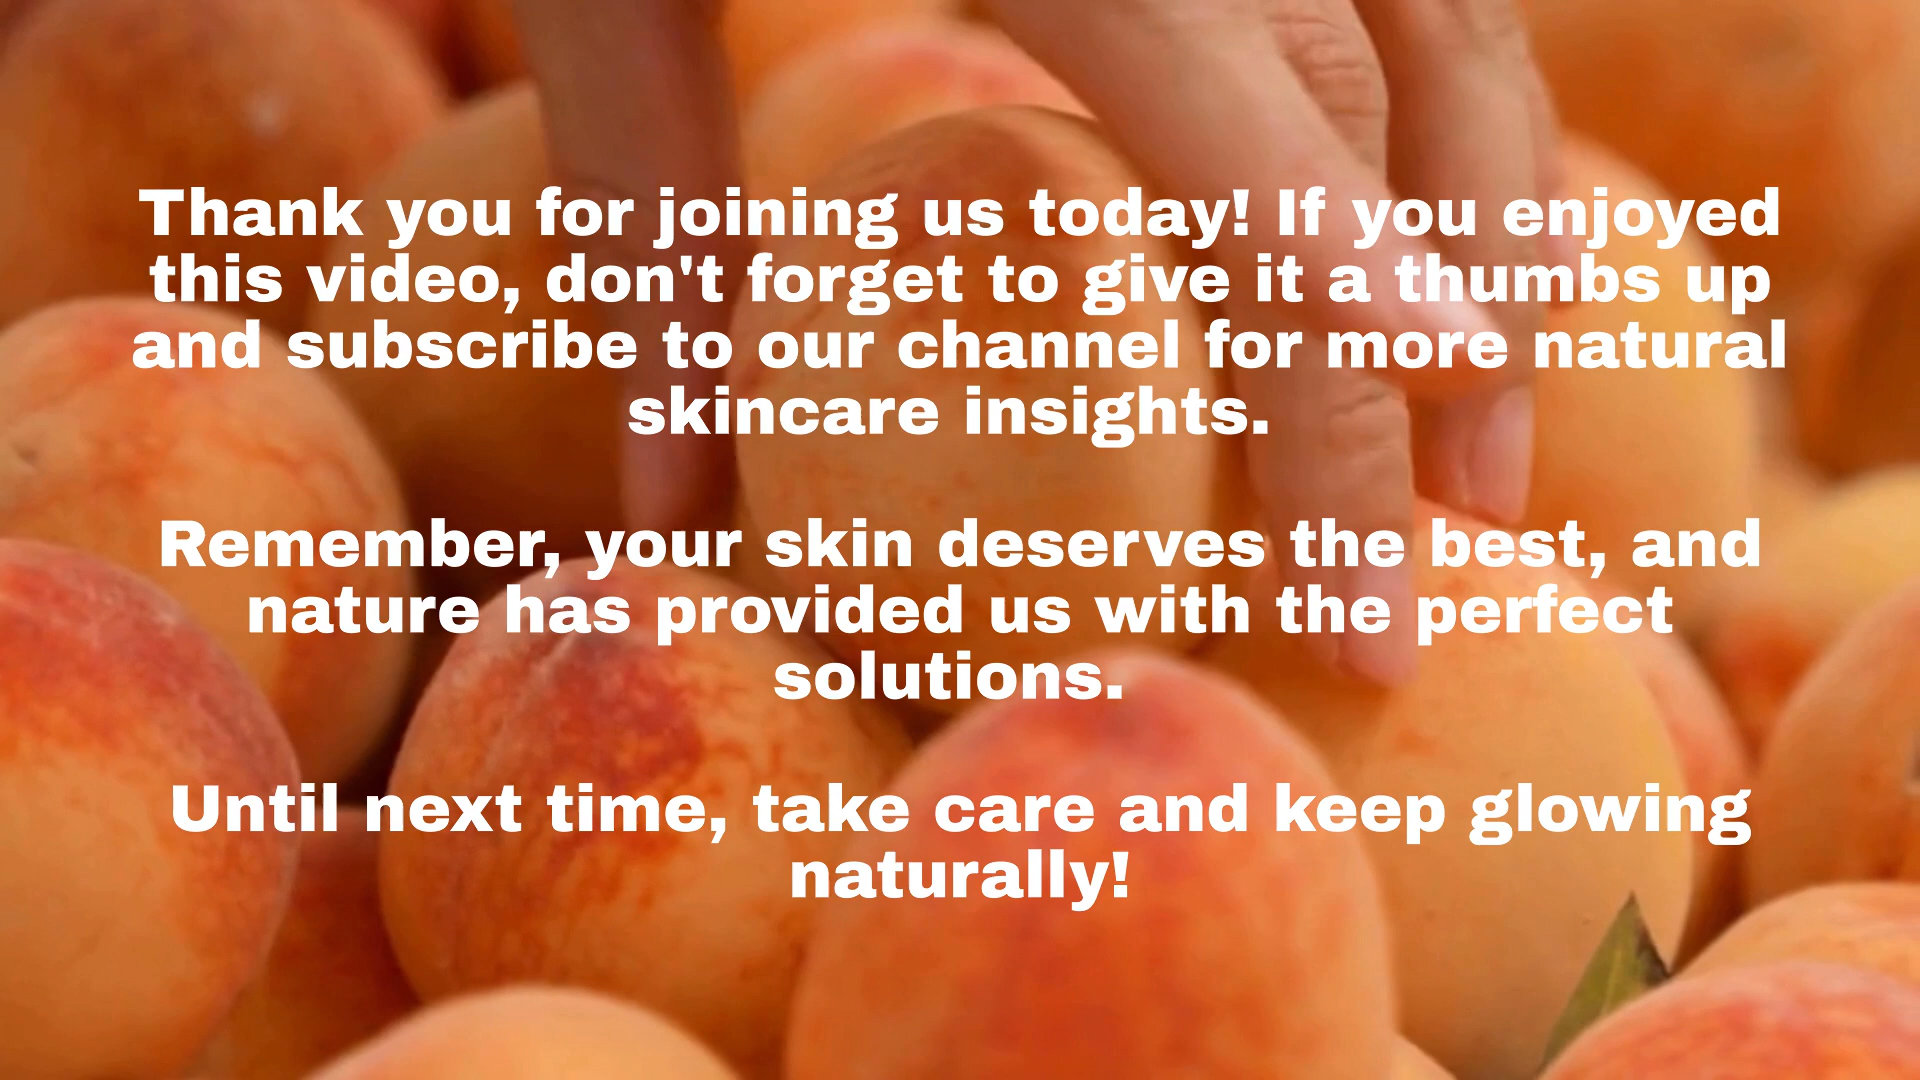 Thank you for joining us today! If you enjoyed
this video, don't forget to give it a thumbs up
and subscribe to our channel for more natural
skincare insights.
Remember, your skin deserves the best, and
nature has provided us with the perfect
solutions.
Until next time, take care and keep glowing
naturally!